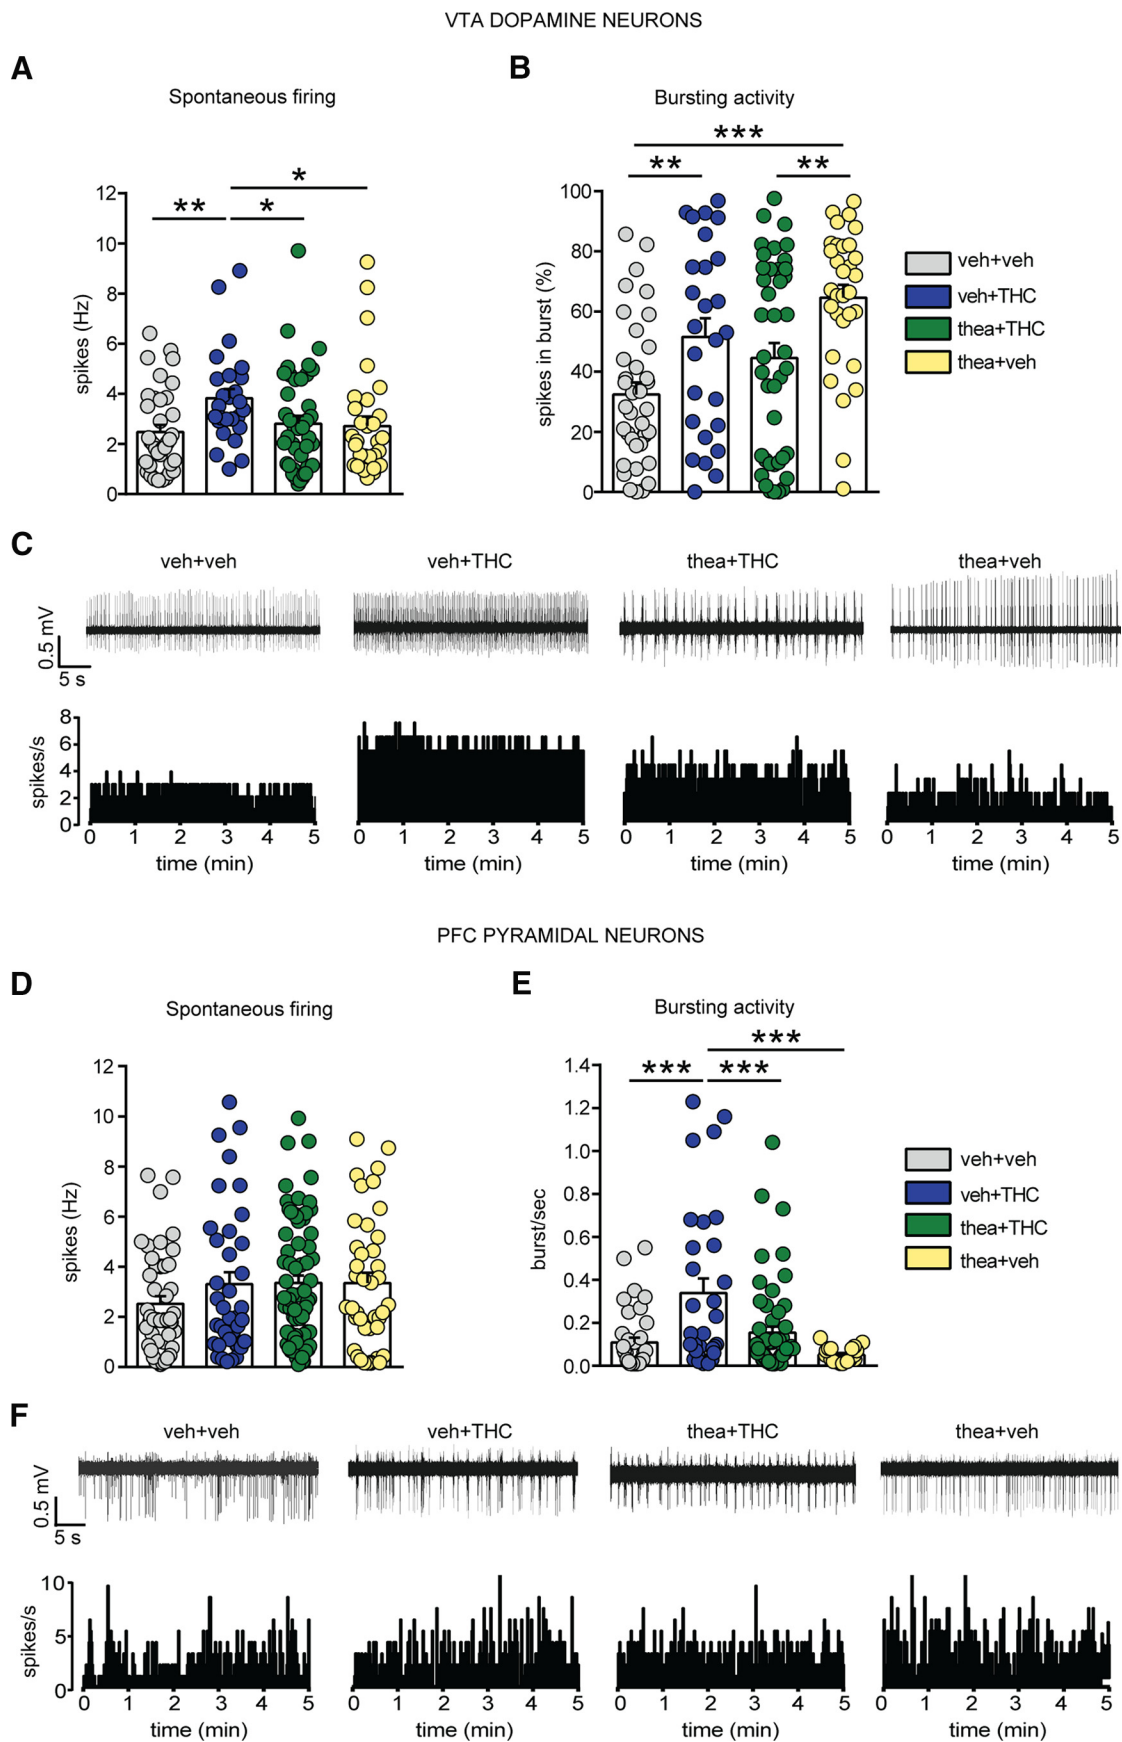 VTA DOPAMINE NEURONS
A
Spontaneous firing
**
*
*
spikes (Hz)
12
10
8
6
4
2
0
B
Bursting activity
***
**
**
spikes in burst (%)
100
80
60
40
20
0
veh+veh
veh+THC
thea+THC
thea+veh
C
veh+veh
veh+THC
thea+THC
thea+veh
0.5 mV
5 s
spikes/s
8
6
4
2
0
0 1 2 3 4 5
0 1 2 3 4 5
0 1 2 3 4 5
0 1 2 3 4 5
time (min)
time (min)
time (min)
time (min)
PFC PYRAMIDAL NEURONS
D
Spontaneous firing
spikes (Hz)
12
10
8
6
4
2
0
E
Bursting activity
***
***
***
burst/sec
1.4
1.2
1.0
0.8
0.6
0.4
0.2
0.0
veh+veh
veh+THC
thea+THC
thea+veh
F
veh+veh
veh+THC
thea+THC
thea+veh
0.5 mV
5 s
spikes/s
10
5
0
0 1 2 3 4 5
0 1 2 3 4 5
0 1 2 3 4 5
0 1 2 3 4 5
time (min)
time (min)
time (min)
time (min)